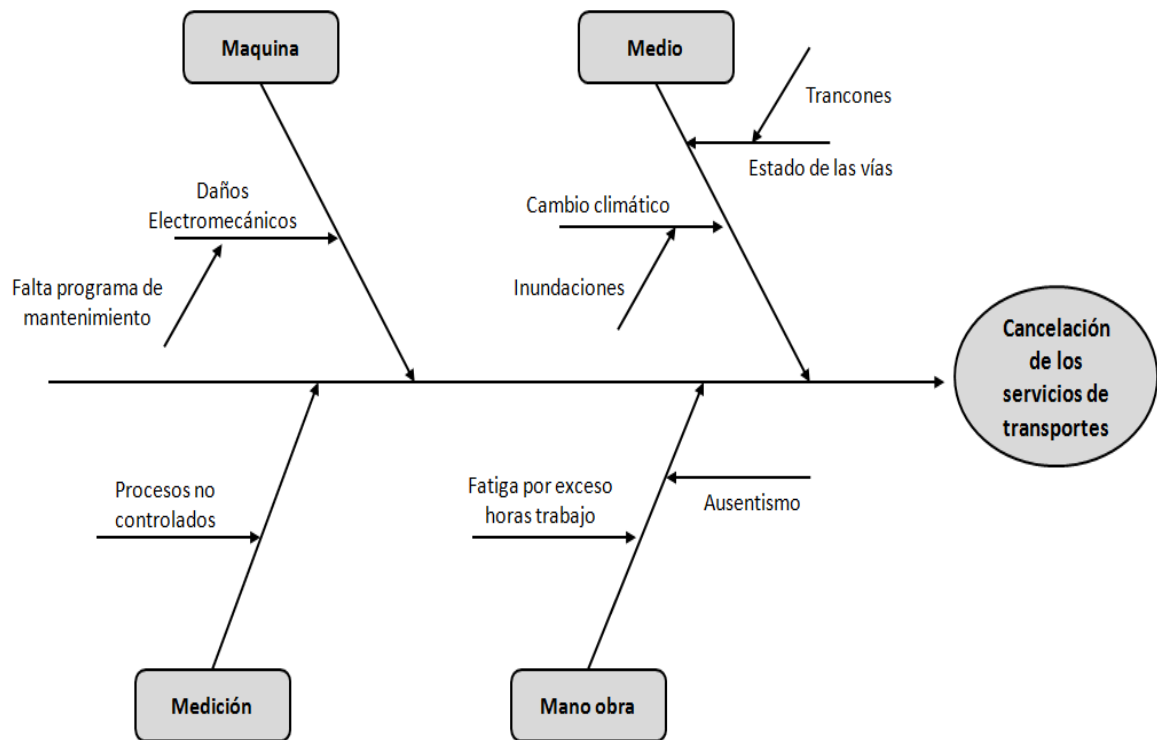 Maquina
Medio
Trancones
Estado de las vías
Daños
Electromecánicos
Cambio climático
Falta programa de
mantenimiento
Inundaciones
Cancelación
de los
servicios de
transportes
Procesos no
controlados
Fatiga por exceso
horas trabajo
Ausentismo
Medición
Mano obra